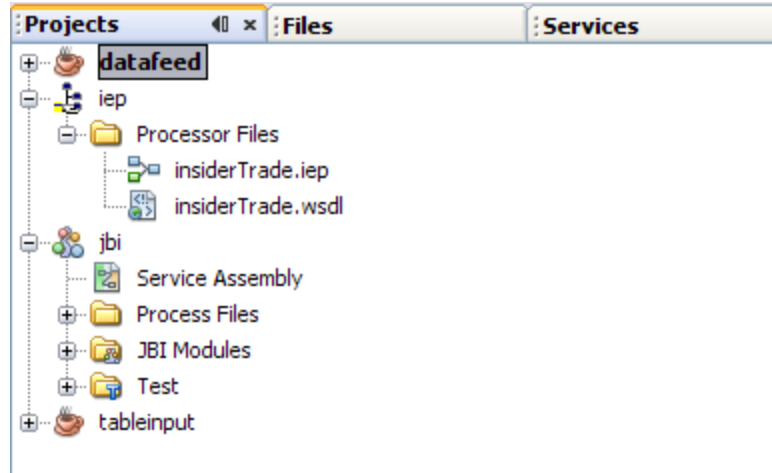 Projects Files Services
datafeed
iep
Processor Files
insiderTrade.iep
insiderTrade.wsdl
jbi
Service Assembly
Process Files
JBI Modules
Test
tableinput